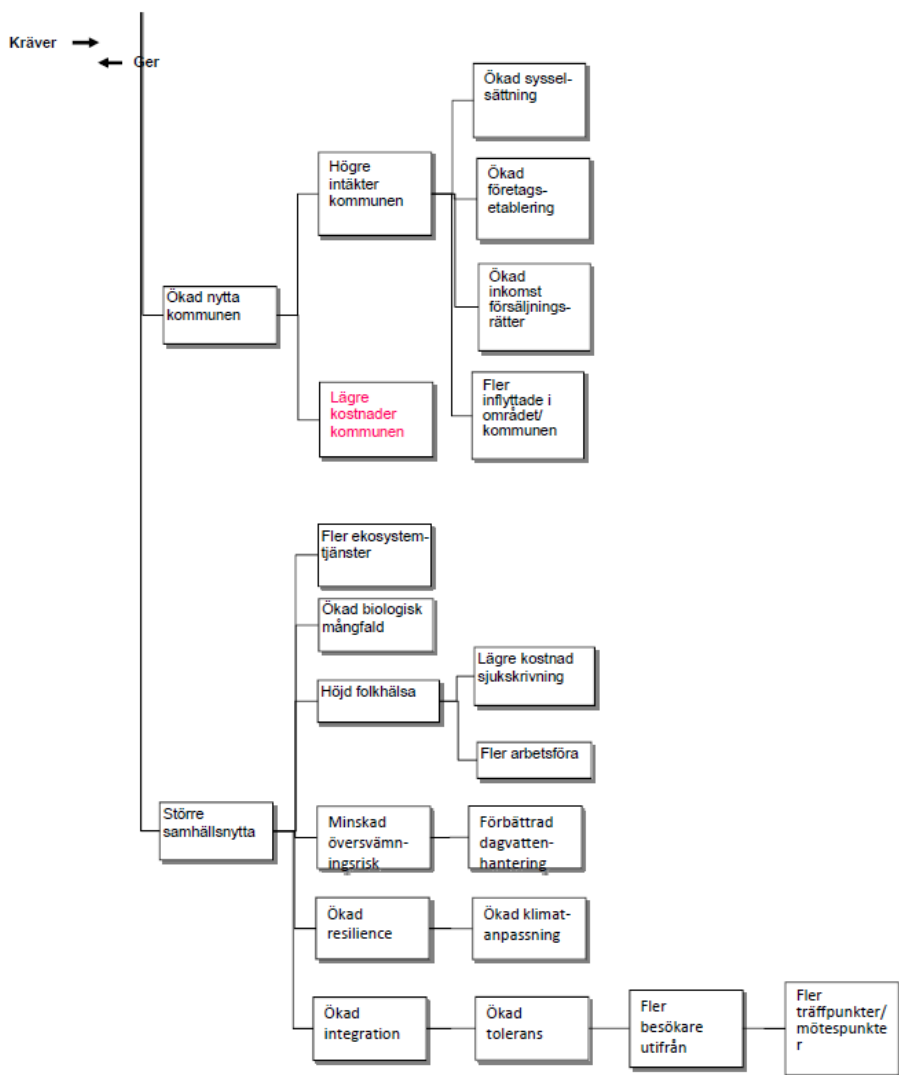 Kräver
Ger
Ökad syssel-
sättning
Högre
intäkter
kommunen
Ökad
företags-
etablering
Ökad
inkomst
försäljnings-
rätter
Ökad nytta
kommunen
Fler
inflyttade i
området/
kommunen
Lägre
kostnader
kommunen
Fler ekosystem-
tjänster
Ökad biologisk
mångfald
Lägre kostnad
sjukskrivning
Höjd folkhälsa
Fler arbetsföra
Större
samhällsnytta
Minskad
översvämn-
ingsrisk
Förbättrad
dagvatten-
hantering
Ökad
resilience
Ökad klimat-
anpassning
Ökad
integration
Ökad
tolerans
Fler
besökare
utifrån
Fler
träffpunkter/
mötespunkte
r